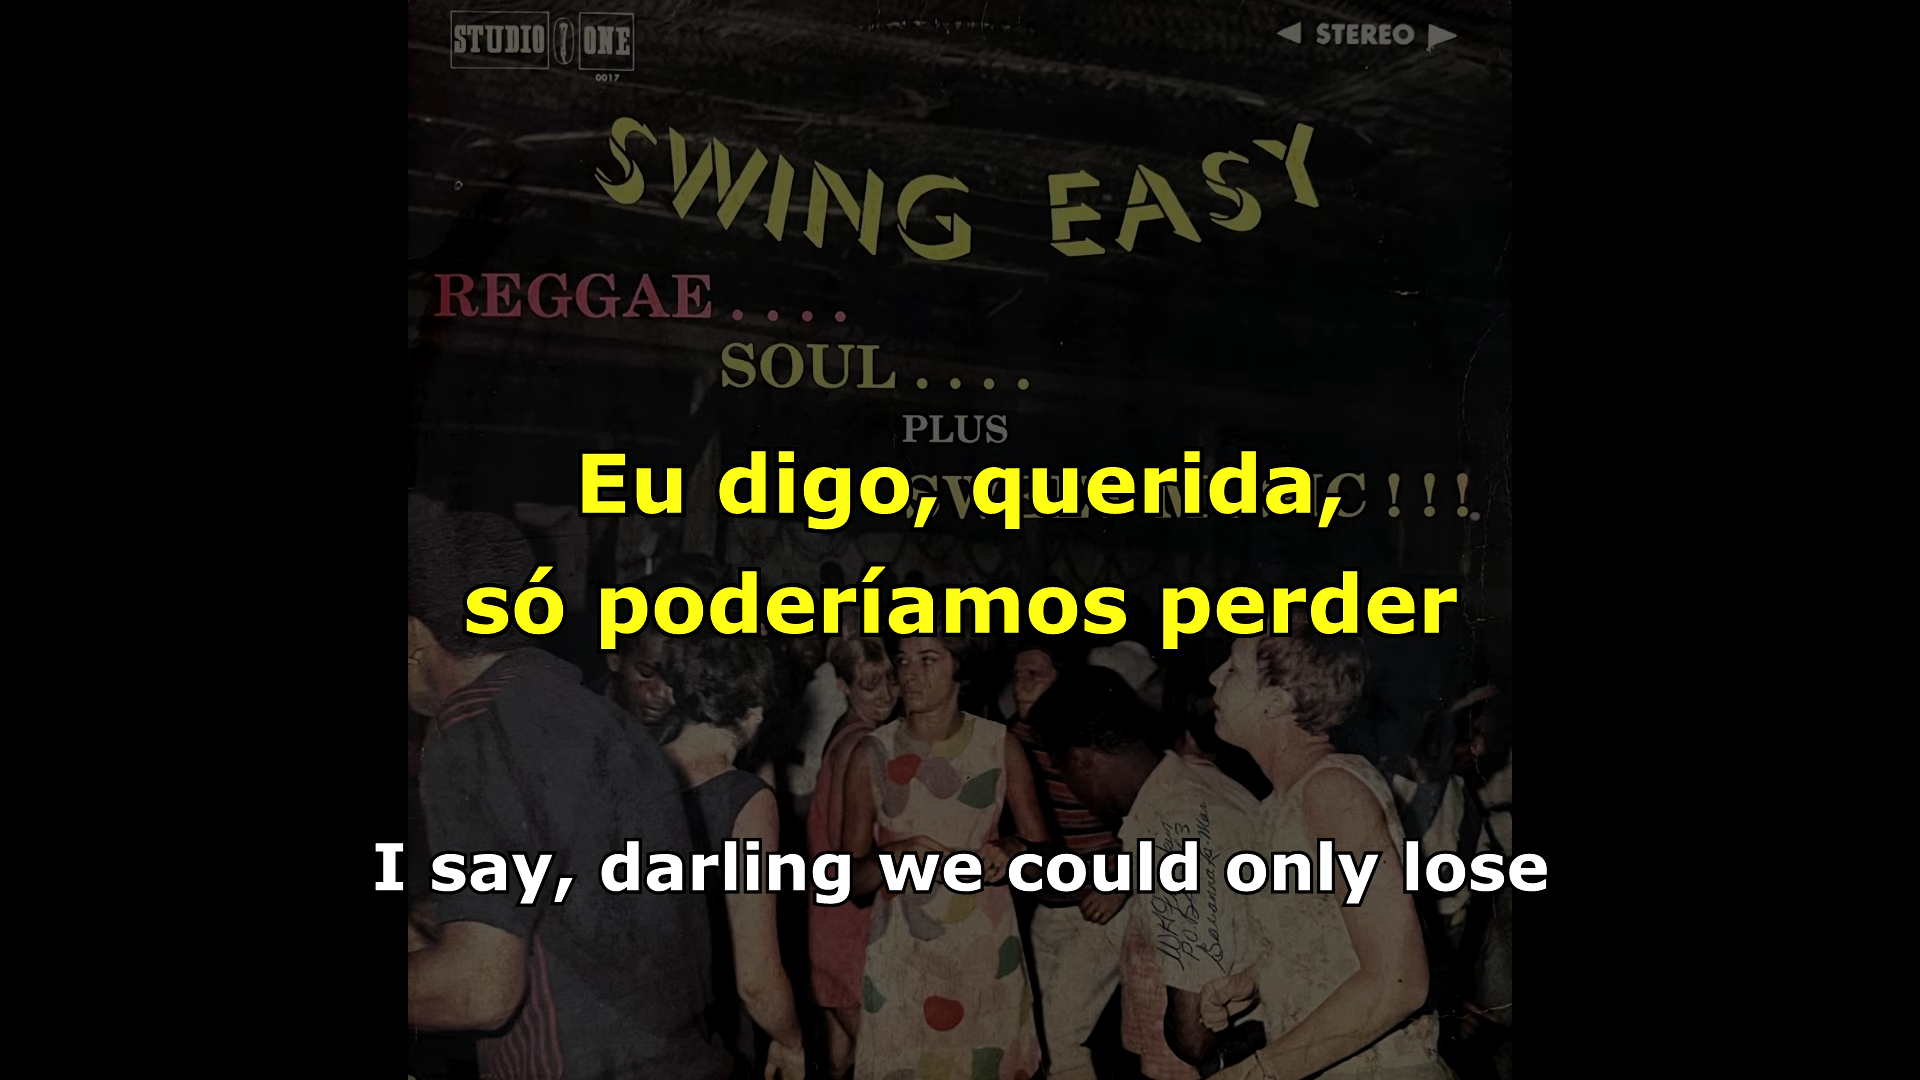 STUDIO ONE
0017
STEREO
SWING EASY
REGGAE....
SOUL....
PLUS
!!!
Eu digo, querida,
só poderíamos perder
I say, darling we could only lose